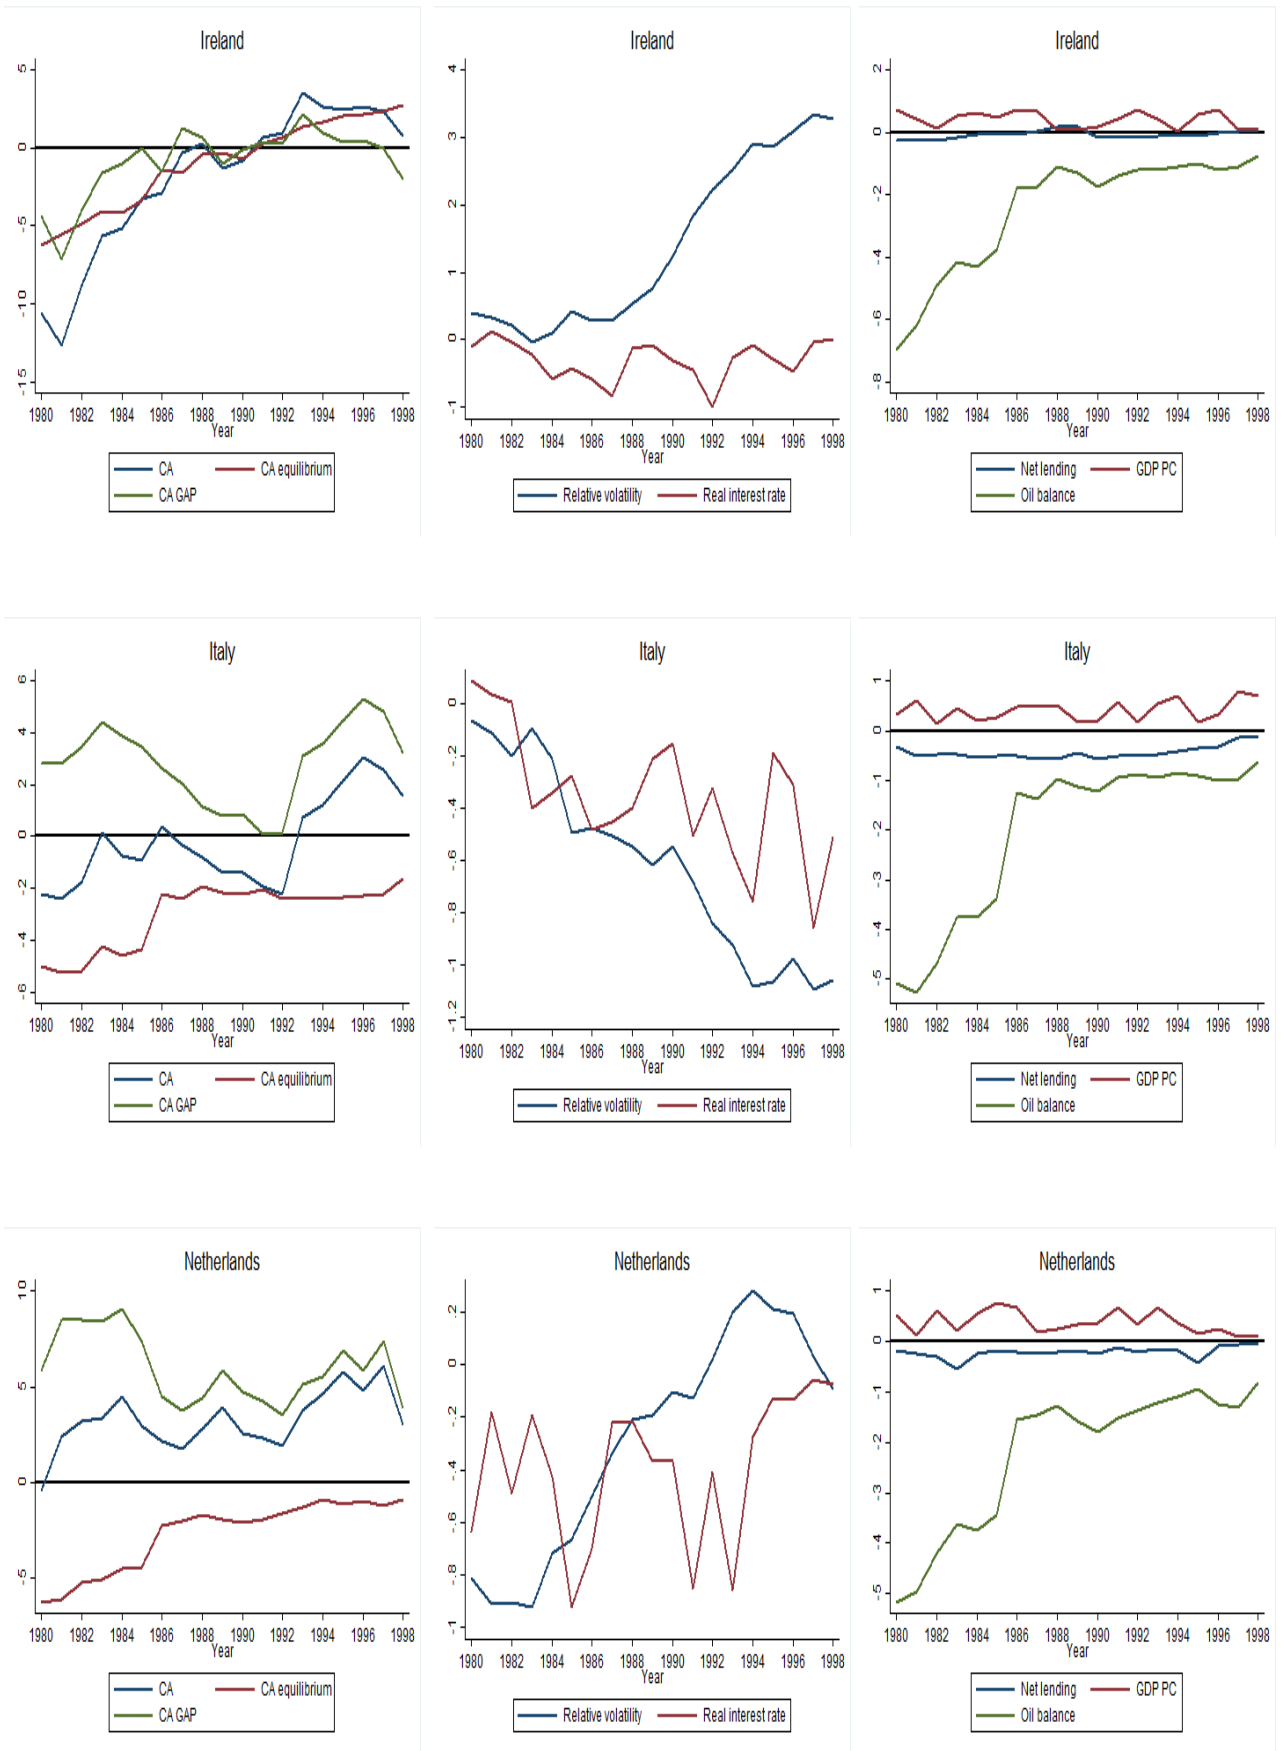 Ireland
5
0
-5
-10
-15
1980 1982 1984 1986 1988 1990 1992 1994 1996 1998
Year
CA CA equilibrium
CA GAP
Ireland
4
3
2
1
0
-1
1980 1982 1984 1986 1988 1990 1992 1994 1996 1998
Year
Relative volatility Real interest rate
Ireland
2
0
-2
-4
-6
-8
1980 1982 1984 1986 1988 1990 1992 1994 1996 1998
Year
Net lending GDP PC
Oil balance
Italy
6
4
2
0
-2
-4
-6
1980 1982 1984 1986 1988 1990 1992 1994 1996 1998
Year
CA CA equilibrium
CA GAP
Italy
0
-.2
-.4
-.6
-.8
-1
-1.2
1980 1982 1984 1986 1988 1990 1992 1994 1996 1998
Year
Relative volatility Real interest rate
Italy
1
0
-1
-2
-3
-4
-5
1980 1982 1984 1986 1988 1990 1992 1994 1996 1998
Year
Net lending GDP PC
Oil balance
Netherlands
10
5
0
-5
1980 1982 1984 1986 1988 1990 1992 1994 1996 1998
Year
CA CA equilibrium
CA GAP
Netherlands
.2
0
-.2
-.4
-.6
-.8
-1
1980 1982 1984 1986 1988 1990 1992 1994 1996 1998
Year
Relative volatility Real interest rate
Netherlands
1
0
-1
-2
-3
-4
-5
1980 1982 1984 1986 1988 1990 1992 1994 1996 1998
Year
Net lending GDP PC
Oil balance